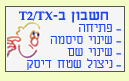 חשבון ב-T2/TX
- פתיחה
- שינוי סיסמה
- שינוי שם
- ניצול שטח דיסק